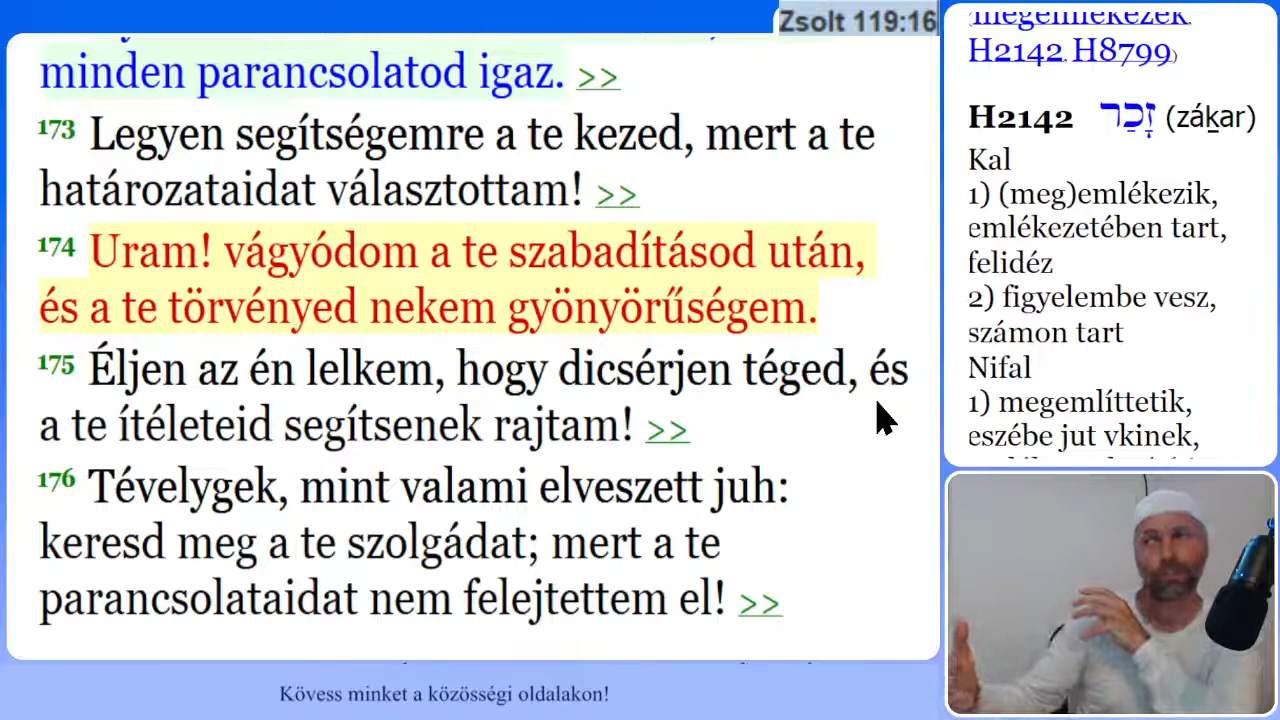 Zsolt 119:16
minden parancsolatod igaz. >>
173 Legyen segítségemre a te kezed, mert a te
határozataidat választottam! >>
174 Uram! vágyódom a te szabadításod után,
és a te törvényed nekem gyönyörűségem.
175 Éljen az én lelkem, hogy dicsérjen téged, és
a te ítéleteid segítsenek rajtam! >>
176 Tévelygek, mint valami elveszett juh:
keresd meg a te szolgádat; mert a te
parancsolataidat nem felejtettem el! >>
Kövess minket a közösségi oldalakon!
megemlékezek
H2142, H8799)
H2142 זָכַר (zákar)
Kal
1) (meg)emlékezik,
emlékezetében tart,
felidéz
2) figyelembe vesz,
számon tart
Nifal
1) megemlíttetik,
eszébe jut vkinek,